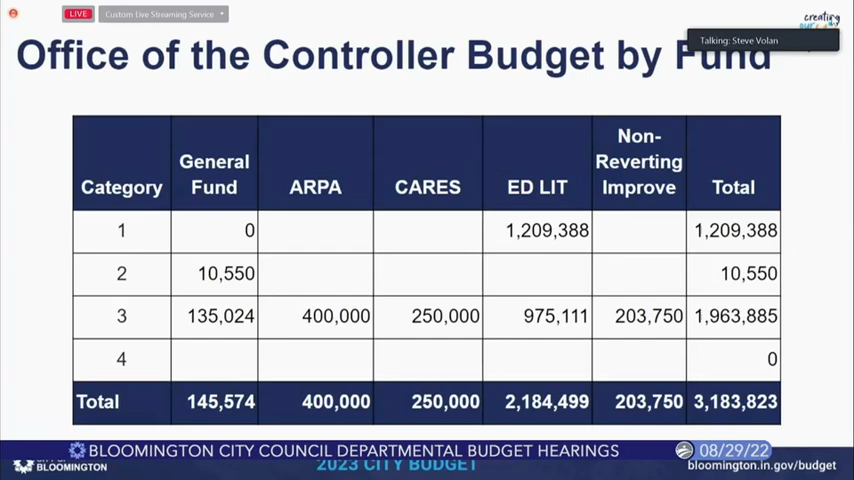 LIVE Custom Live Streaming Service
creating
Talking: Steve Volan
Office of the Controller Budget by Fund
Category General Fund ARPA CARES ED LIT Non-Reverting Improve Total
1 0 1,209,388 1,209,388
2 10,550 10,550
3 135,024 400,000 250,000 975,111 203,750 1,963,885
4 0
Total 145,574 400,000 250,000 2,184,499 203,750 3,183,823
BLOOMINGTON CITY COUNCIL DEPARTMENTAL BUDGET HEARINGS 08/29/22
BLOOMINGTON 2023 CITY BUDGET bloomington.in.gov/budget